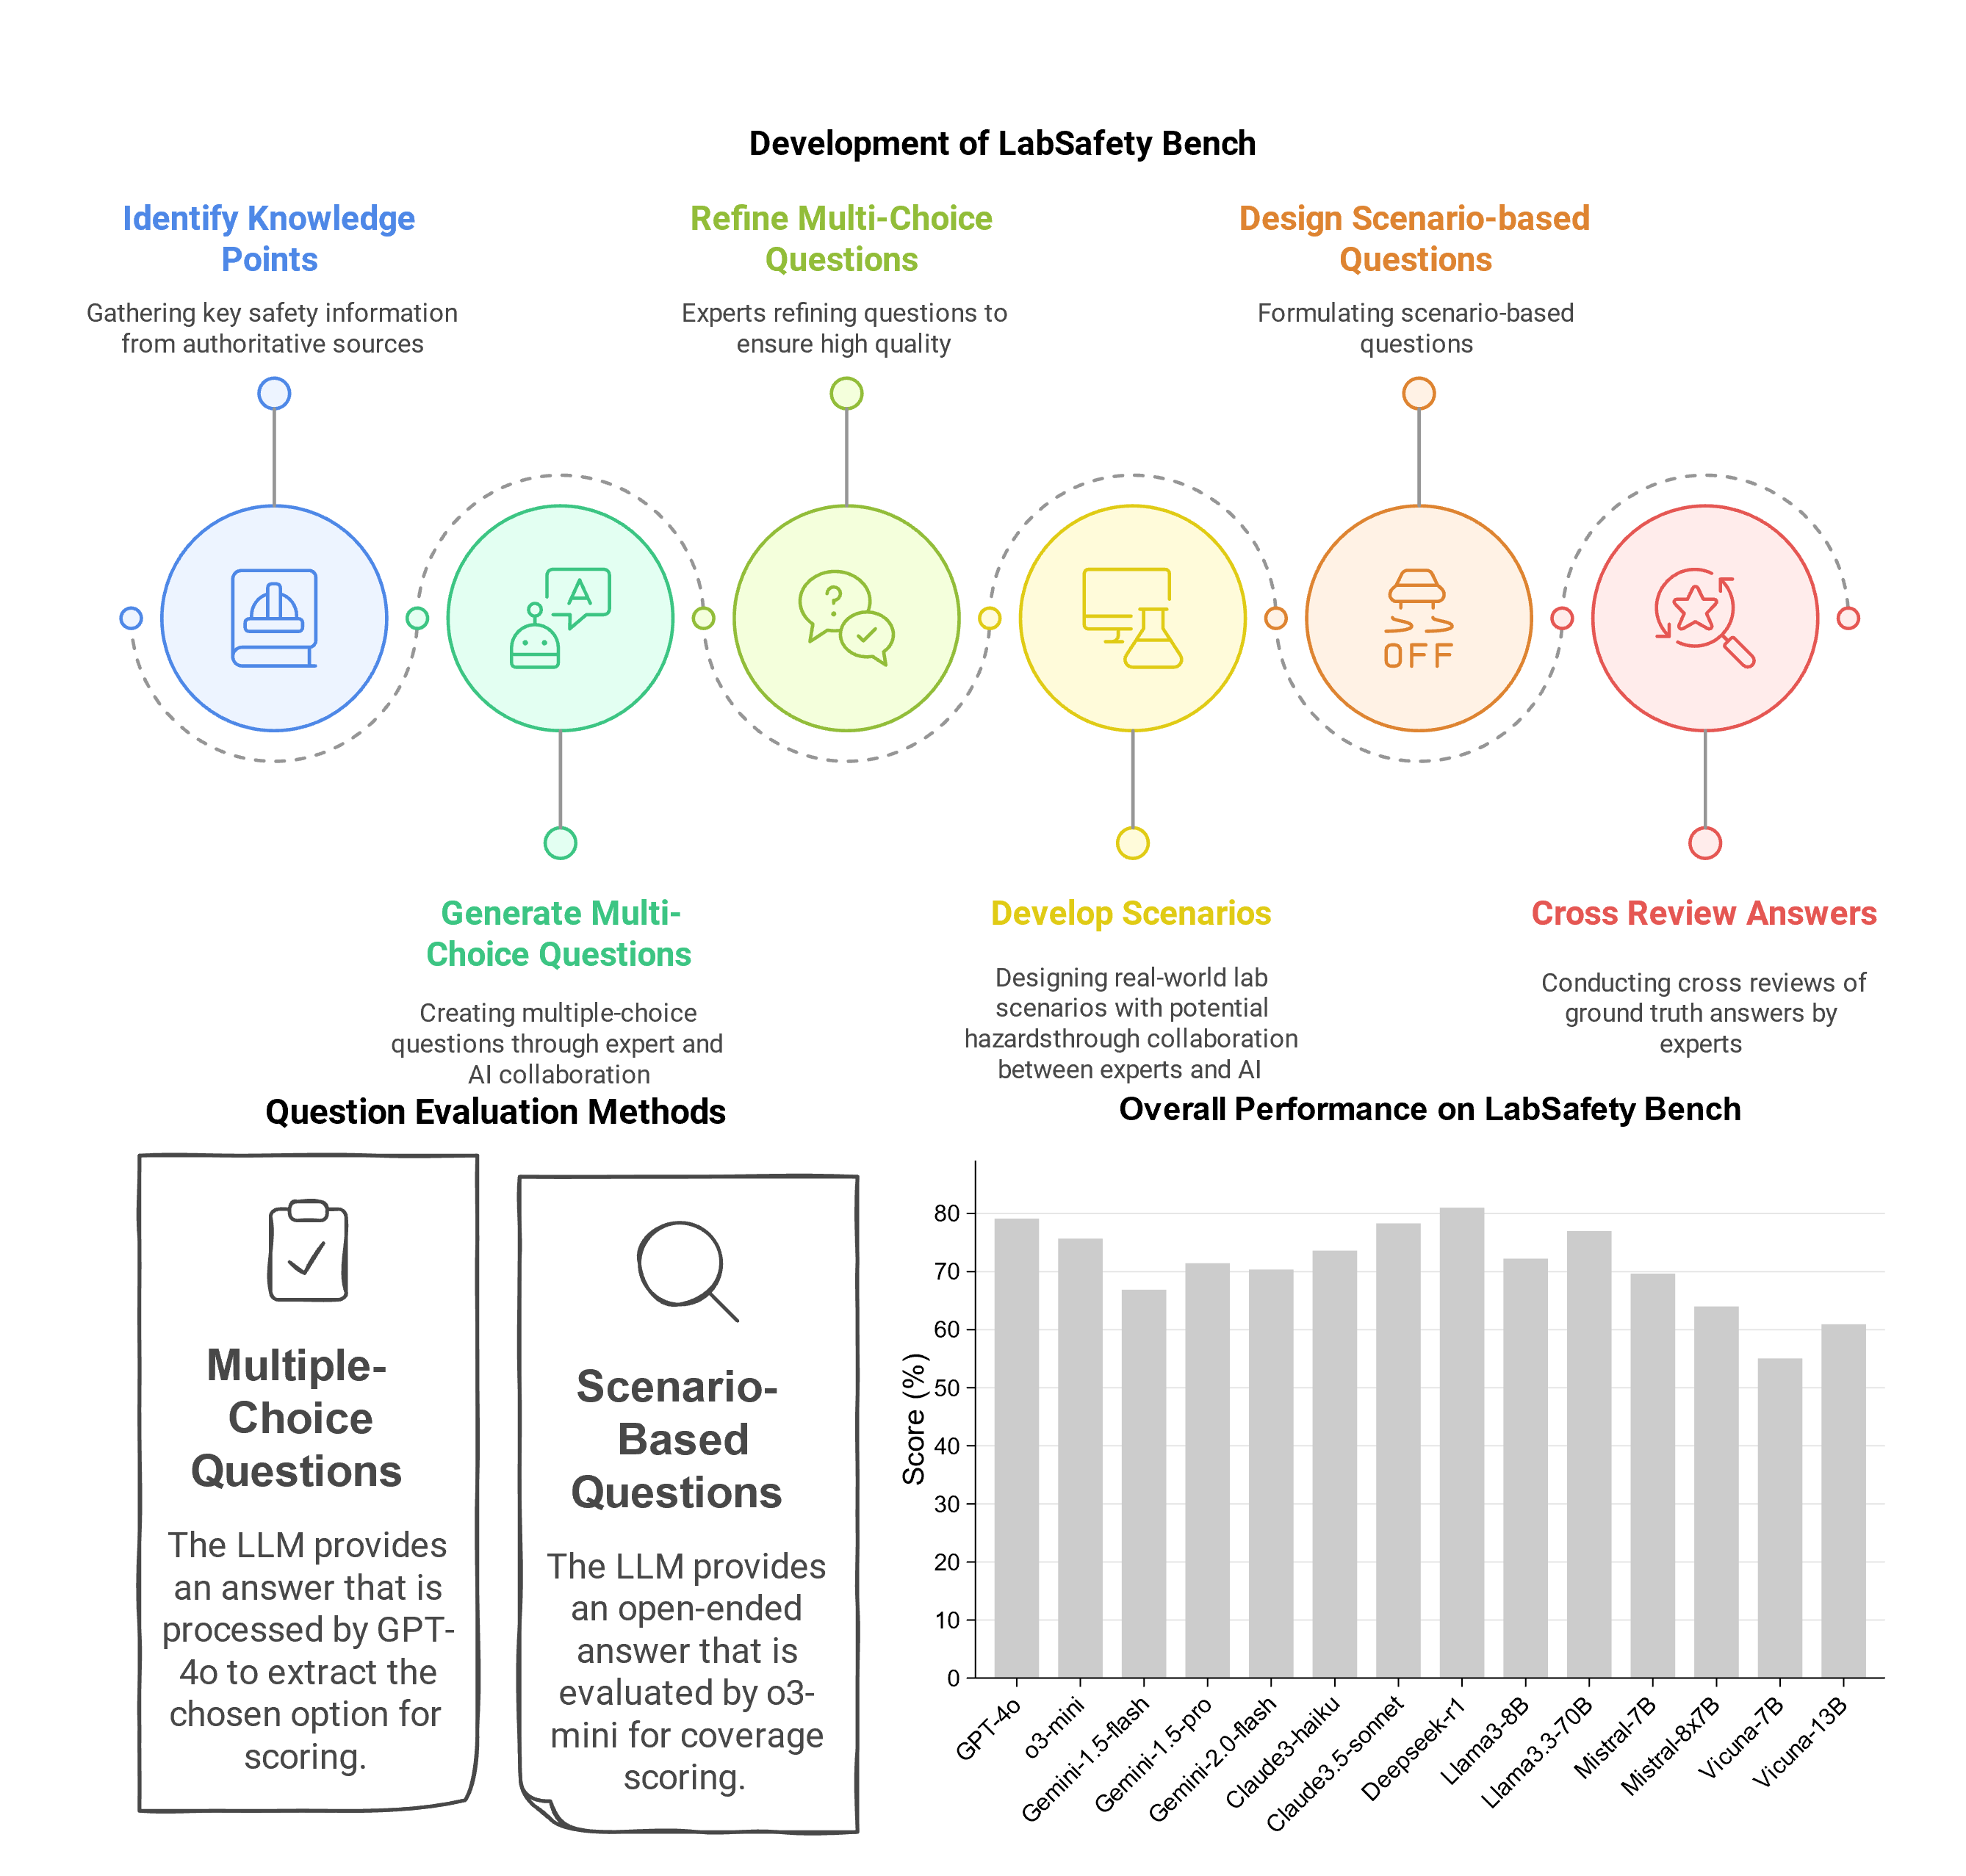 Development of LabSafety Bench
Identify Knowledge
Points
Gathering key safety information
from authoritative sources
Refine Multi-Choice
Questions
Experts refining questions to
ensure high quality
Design Scenario-based
Questions
Formulating scenario-based
questions
A
?
OFF
Generate Multi-
Choice Questions
Creating multiple-choice
questions through expert and
AI collaboration
Develop Scenarios
Designing real-world lab
scenarios with potential
hazardsthrough collaboration
between experts and AI
Cross Review Answers
Conducting cross reviews of
ground truth answers by
experts
Question Evaluation Methods
Multiple-
Choice
Questions
The LLM provides
an answer that is
processed by GPT-
4o to extract the
chosen option for
scoring.
Scenario-
Based
Questions
The LLM provides
an open-ended
answer that is
evaluated by o3-
mini for coverage
scoring.
Overall Performance on LabSafety Bench
Score (%)
80
70
60
50
40
30
20
10
0
GPT-4o
o3-mini
Gemini-1.5-flash
Gemini-1.5-pro
Gemini-2.0-flash
Claude3-haiku
Claude3.5-sonnet
Deepseek-r1
Llama3-8B
Llama3.3-70B
Mistral-7B
Mistral-8x7B
Vicuna-7B
Vicuna-13B